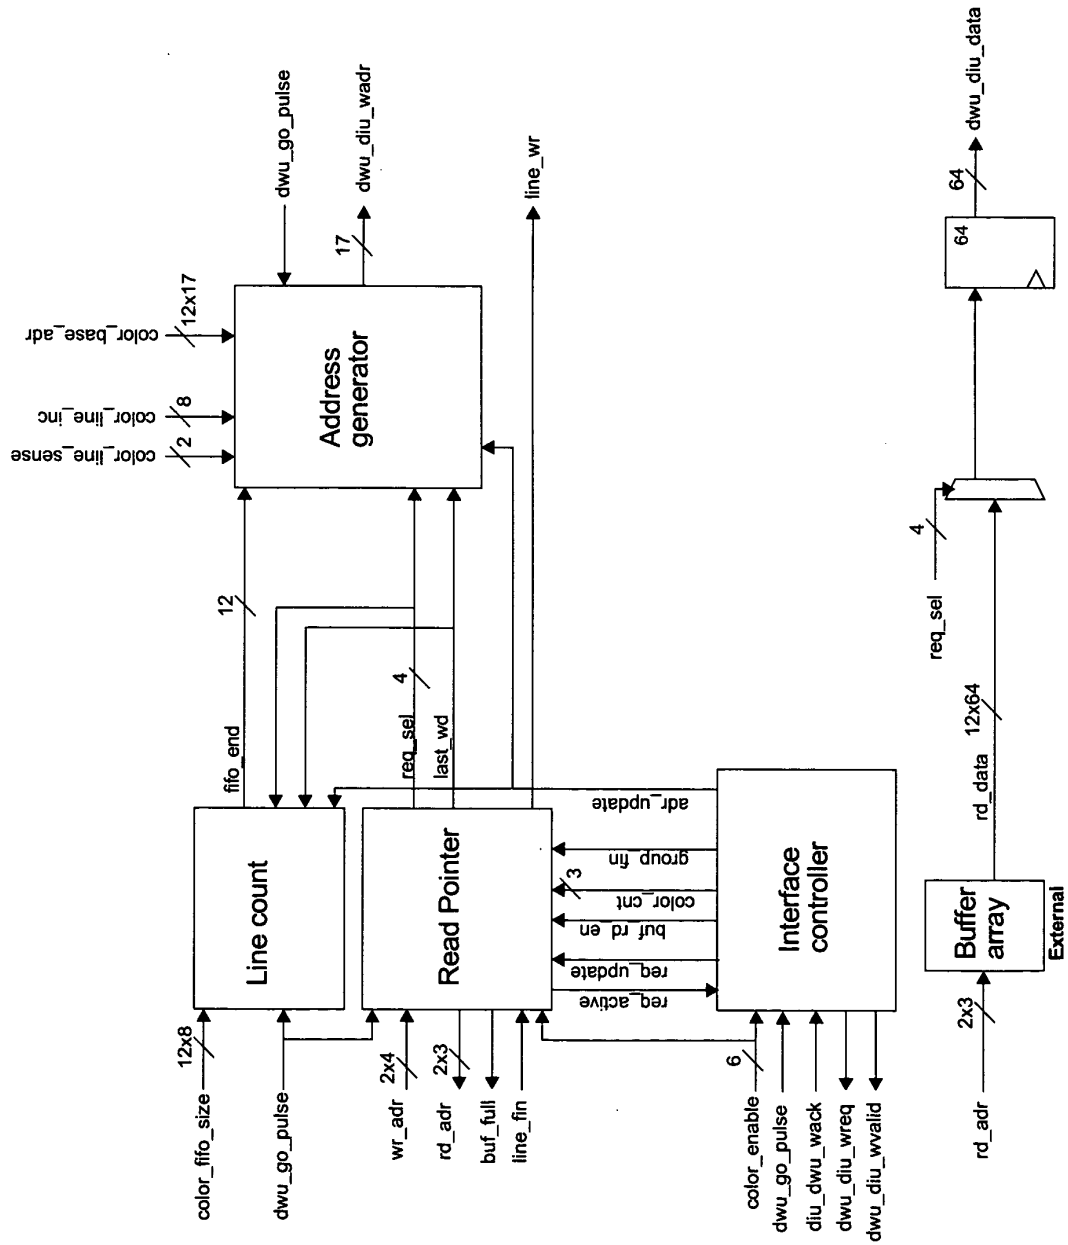 color_fifo_size
12x8
dwu_go_pulse
Line count
fifo_end
12
color_line_sense
2
color_line_inc
8
color_base_adr
12x17
Address
generator
dwu_go_pulse
17
dwu_diu_wadr
wr_adr
2x4
rd_adr
2x3
buf_full
line_fin
Read Pointer
req_sel
4
last_wd
line_wr
req_active
req_update
buf_rd_en
color_cnt
3
group_fin
adr_update
color_enable
6
dwu_go_pulse
diu_dwu_wack
dwu_diu_wreq
dwu_diu_wvalid
Interface
controller
rd_adr
2x3
Buffer
array
External
rd_data
12x64
req_sel
4
64
64
dwu_diu_data